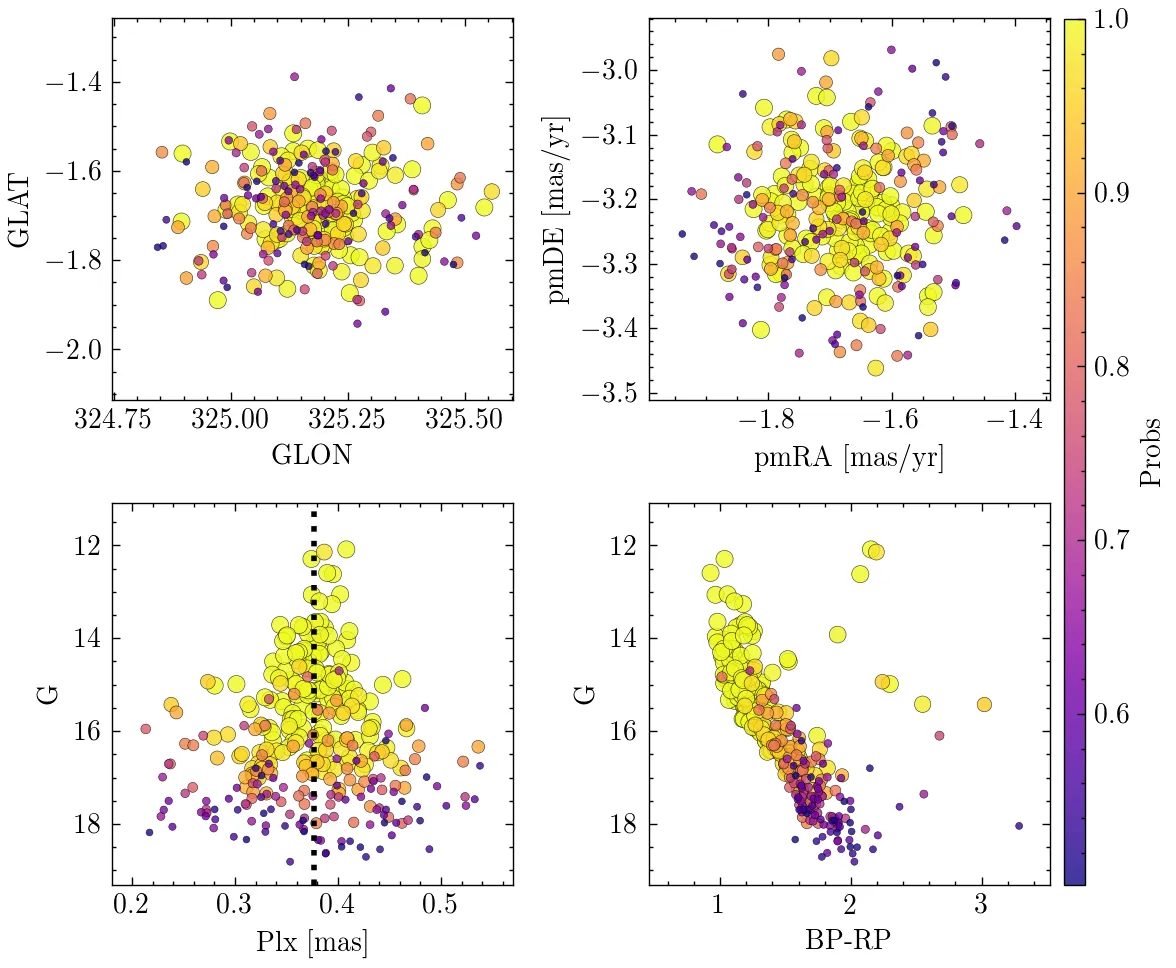 −1.4
−1.6
−1.8
−2.0
GLAT
324.75 325.00 325.25 325.50
GLON
−3.0
−3.1
−3.2
−3.3
−3.4
−3.5
pmDE [mas/yr]
−1.8 −1.6 −1.4
pmRA [mas/yr]
1.0
0.9
0.8
0.7
0.6
Probs
12
14
16
18
G
0.2 0.3 0.4 0.5
Plx [mas]
12
14
16
18
G
1 2 3
BP-RP